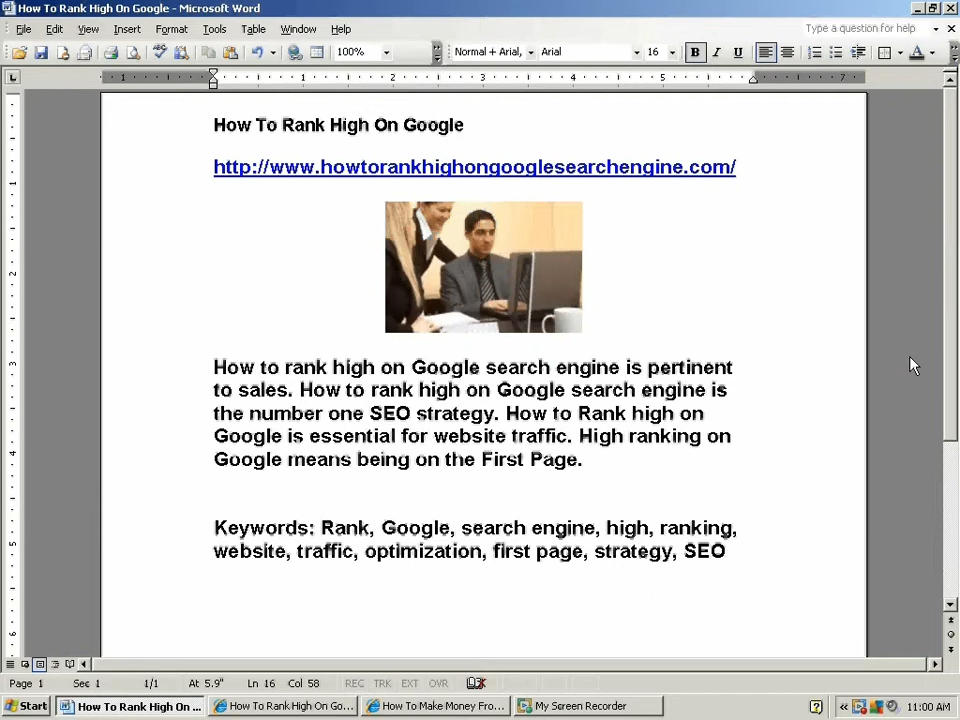 How To Rank High On Google - Microsoft Word
File Edit View Insert Format Tools Table Window Help
Type a question for help
100% Normal + Arial, Arial 16 B I U
1 1 2 3 4 5 7
How To Rank High On Google
http://www.howtorankhighongooglesearchengine.com/
How to rank high on Google search engine is pertinent
to sales. How to rank high on Google search engine is
the number one SEO strategy. How to Rank high on
Google is essential for website traffic. High ranking on
Google means being on the First Page.
Keywords: Rank, Google, search engine, high, ranking,
website, traffic, optimization, first page, strategy, SEO
Page 1 Sec 1 1/1 At 5.9" Ln 16 Col 58 REC TRK EXT OVR
Start How To Rank High On ... How To Rank High On Go... How To Make Money Fro... My Screen Recorder 11:00 AM